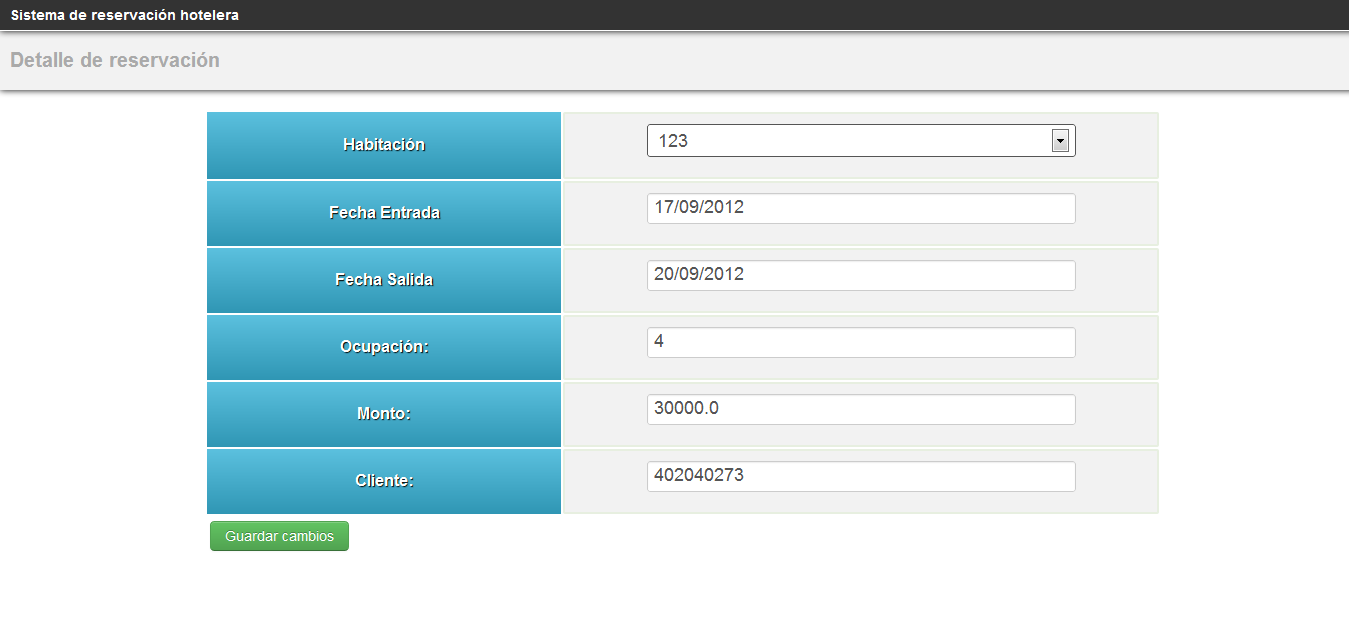 Sistema de reservación hotelera
Detalle de reservación
Habitación 123
Fecha Entrada 17/09/2012
Fecha Salida 20/09/2012
Ocupación: 4
Monto: 30000.0
Cliente: 402040273
Guardar cambios